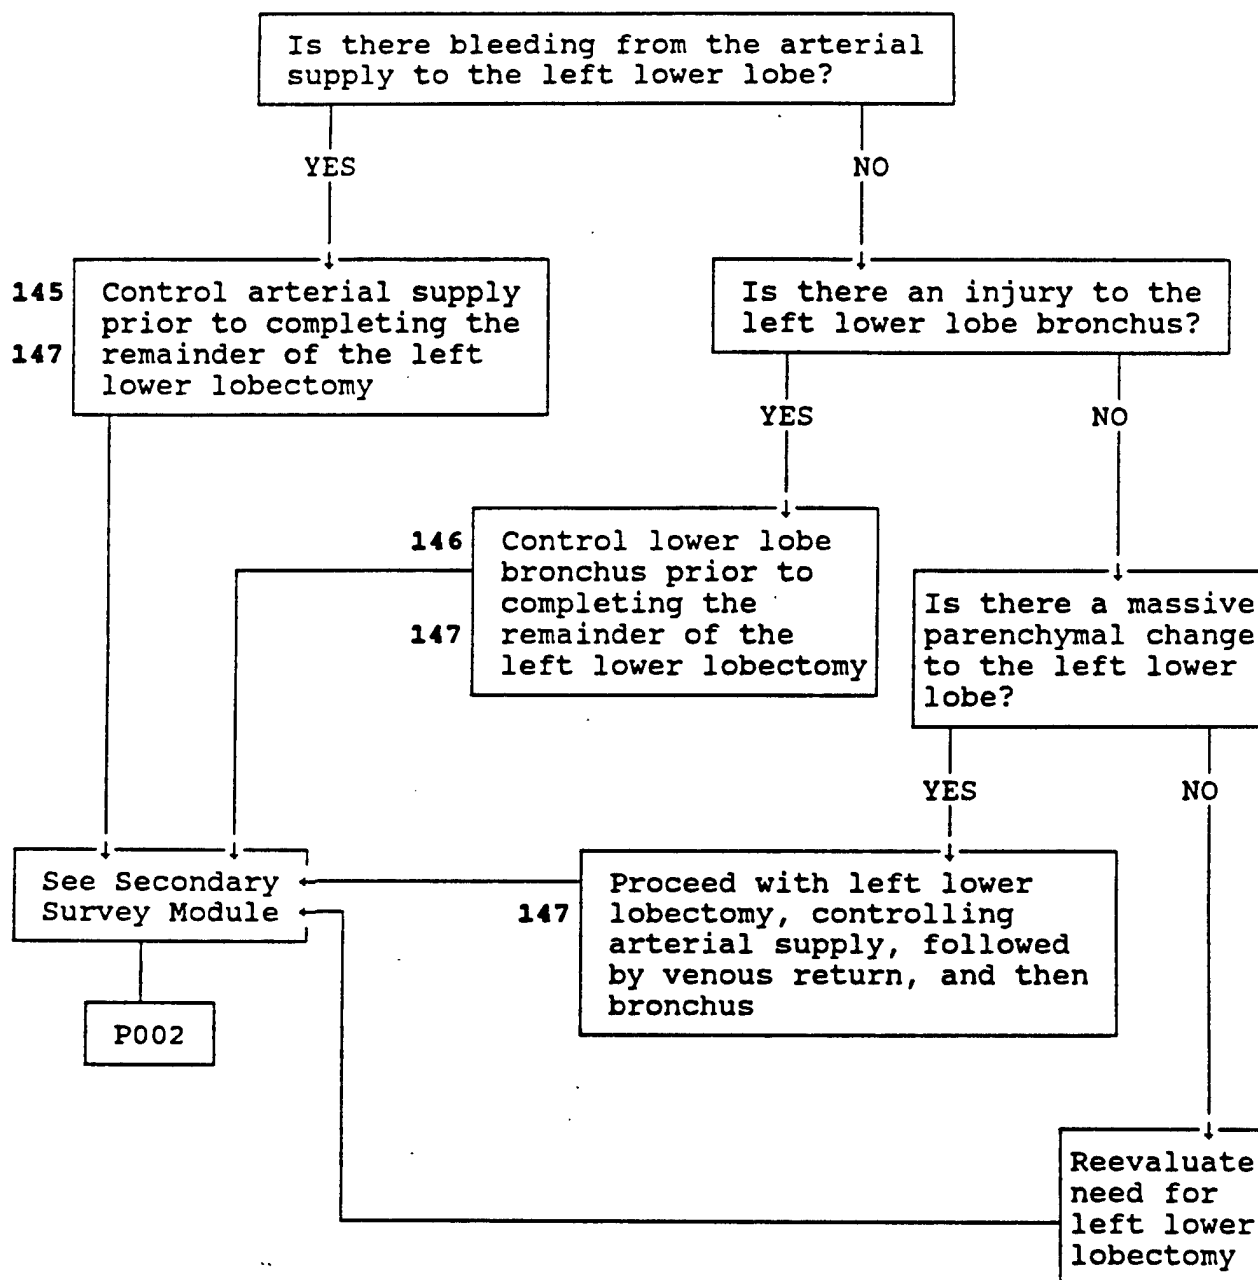 Is there bleeding from the arterial
supply to the left lower lobe?
YES
NO
145
Control arterial supply
prior to completing the
147
remainder of the left
lower lobectomy
Is there an injury to the
left lower lobe bronchus?
YES
NO
146
Control lower lobe
bronchus prior to
completing the
147
remainder of the
left lower lobectomy
Is there a massive
parenchymal change
to the left lower
lobe?
YES
NO
See Secondary
Survey Module
P002
147
Proceed with left lower
lobectomy, controlling
arterial supply, followed
by venous return, and then
bronchus
Reevaluate
need for
left lower
lobectomy